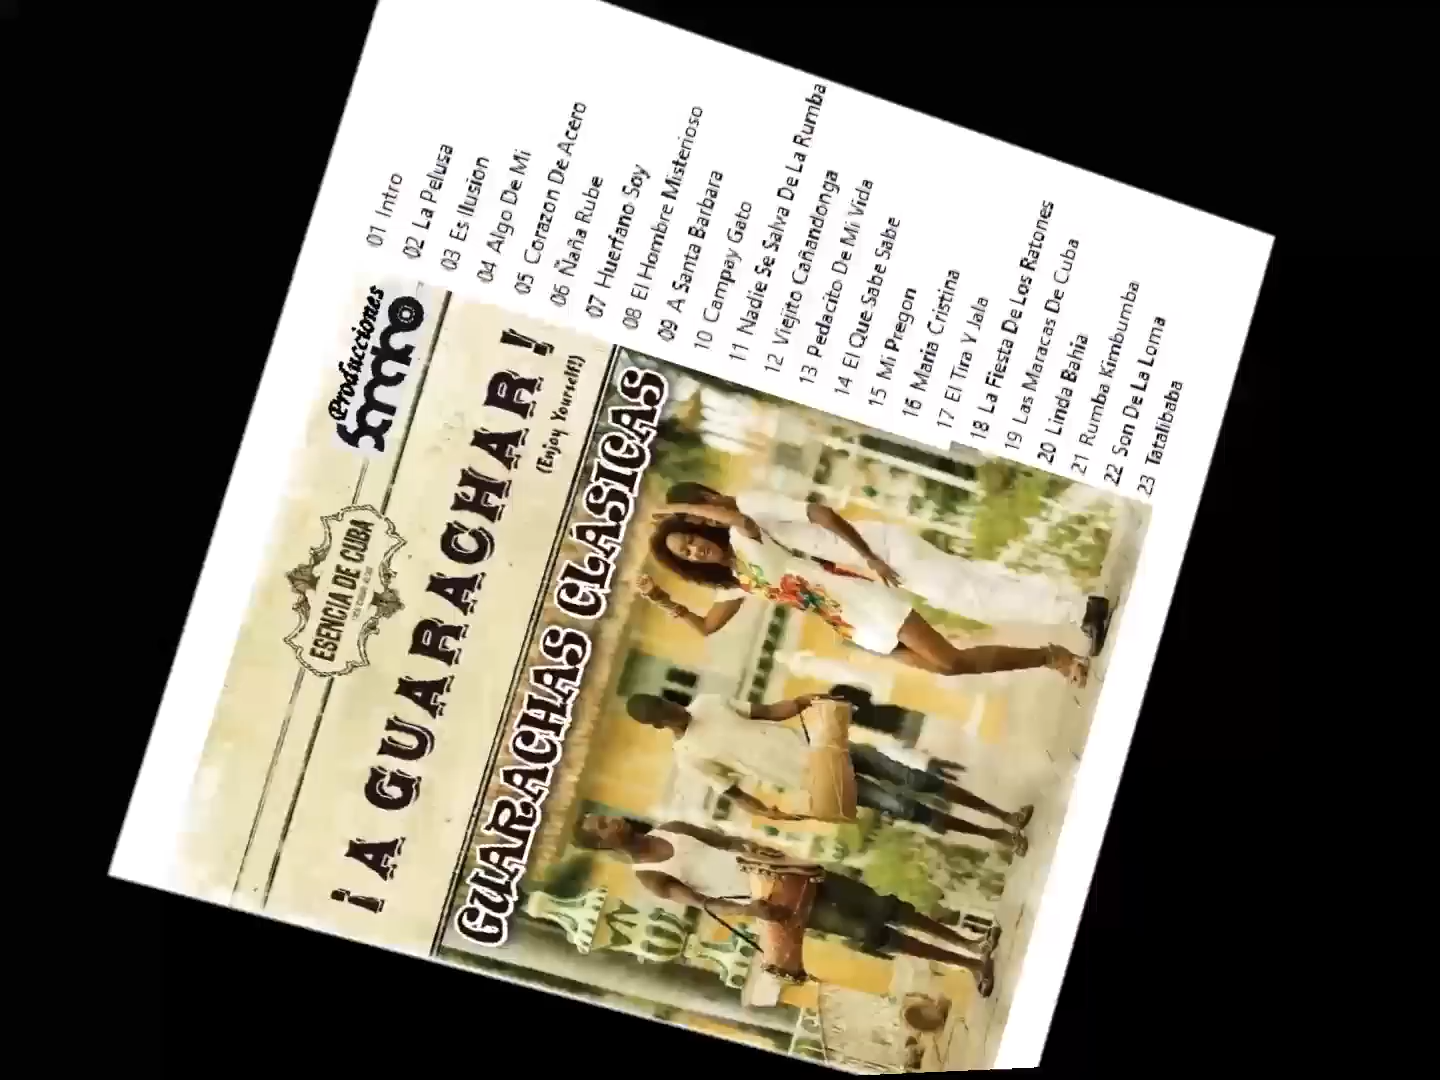 Producciones
ESENCIA DE CUBA
¡A GUARACHAR!
(Enjoy Yourself!)
GUARACHAS CLASICAS
01 Intro
02 La Pelusa
03 Es Illusion
04 Algo De Mi
05 Corazon De Acero
06 Ñaña Rube
07 Huerfano Soy
08 El Hombre Misterioso
09 A Santa Barbara
10 Campay Gato
11 Nadie Se Salva De La Rumba
12 Viejito Cañandonga
13 Pedacito De Mi Vida
14 El Que Sabe Sabe
15 Mi Pregon
16 Maria Cristina
17 El Tira Y Jala
18 La Fiesta De Los Ratones
19 Las Maracas De Cuba
20 Linda Bahia
21 Rumba Kimbumba
22 Son De La Loma
23 Tatalibaba